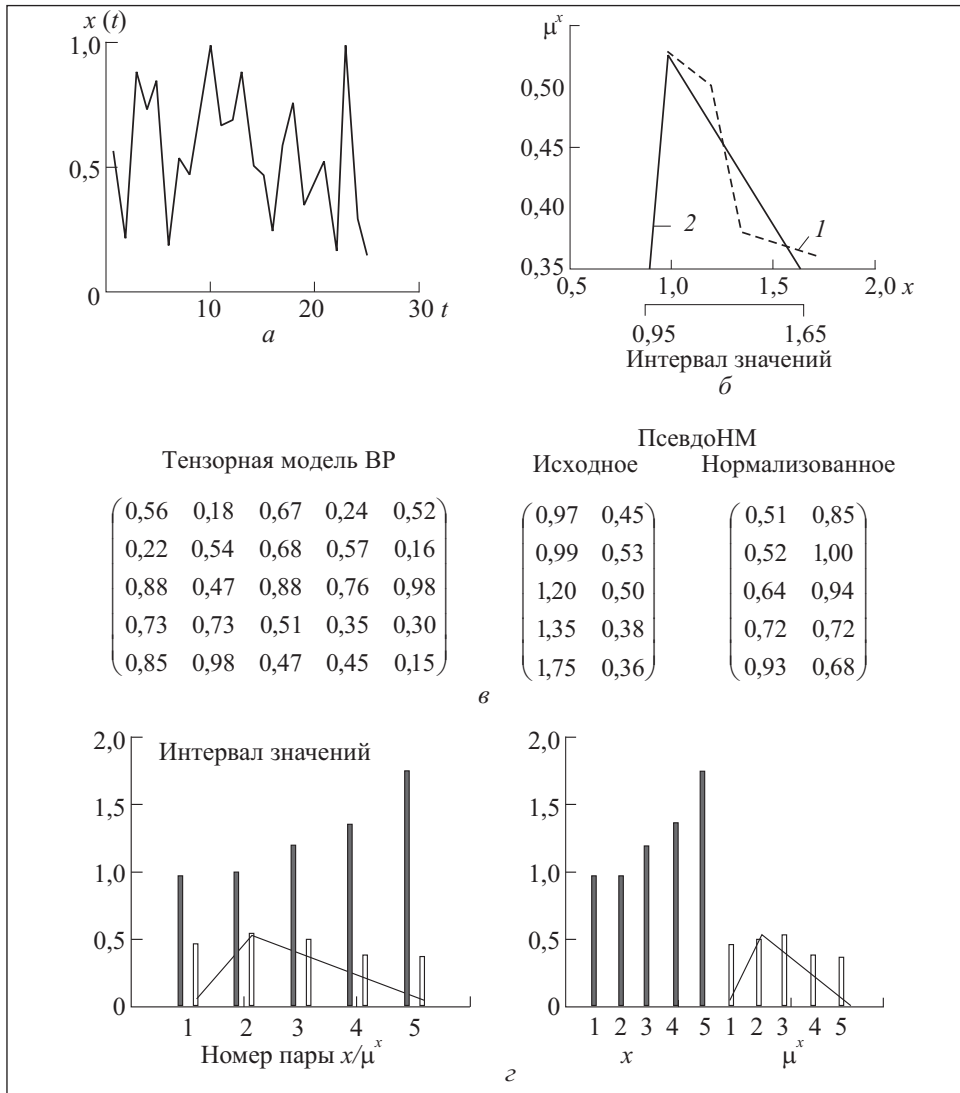 x (t)
1,0
0,5
0
10
20
30 t
а
μˣ
0,50
0,45
0,40
0,35
2
1
0,5
1,0
1,5
2,0 x
0,95
1,65
Интервал значений
б
Тензорная модель ВР
ПсевдоНМ
Исходное
Нормализованное
0,56 0,18 0,67 0,24 0,52
0,22 0,54 0,68 0,57 0,16
0,88 0,47 0,88 0,76 0,98
0,73 0,73 0,51 0,35 0,30
0,85 0,98 0,47 0,45 0,15
0,97 0,45
0,99 0,53
1,20 0,50
1,35 0,38
1,75 0,36
0,51 0,85
0,52 1,00
0,64 0,94
0,72 0,72
0,93 0,68
в
2,0
1,5
1,0
0,5
0
Интервал значений
1 2 3 4 5
Номер пары x/μˣ
2,0
1,5
1,0
0,5
0
1 2 3 4 5 1 2 3 4 5
x
μˣ
г